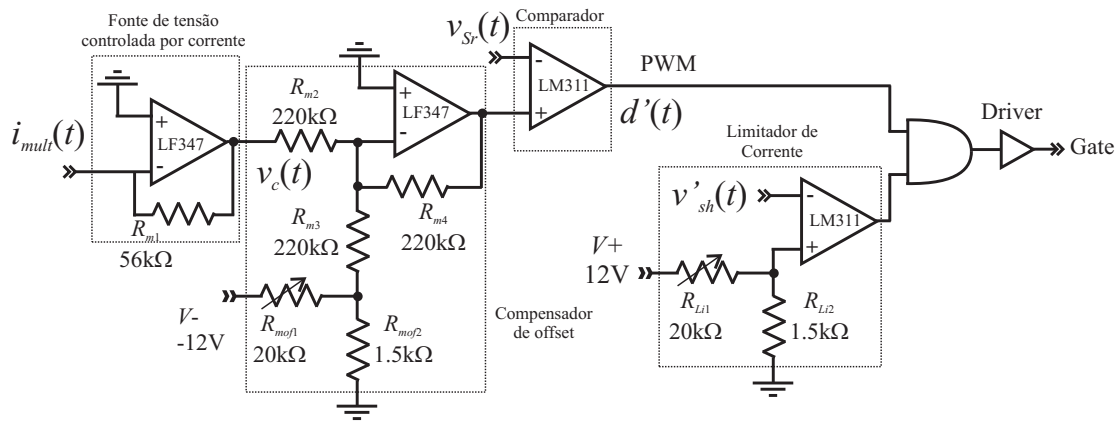 Fonte de tensão
controlada por corrente
i_mult(t)
+
-
LF347
R_m1
56kΩ
R_m2
220kΩ
v_c(t)
+
-
LF347
R_m3
220kΩ
R_m4
220kΩ
V-
-12V
R_mof1
20kΩ
R_mof2
1.5kΩ
Compensador
de offset
Comparador
v_Sr(t)
-
+
LM311
PWM
d’(t)
Limitador de
Corrente
v’_sh(t)
-
+
LM311
V+
12V
R_Li1
20kΩ
R_Li2
1.5kΩ
Driver
Gate